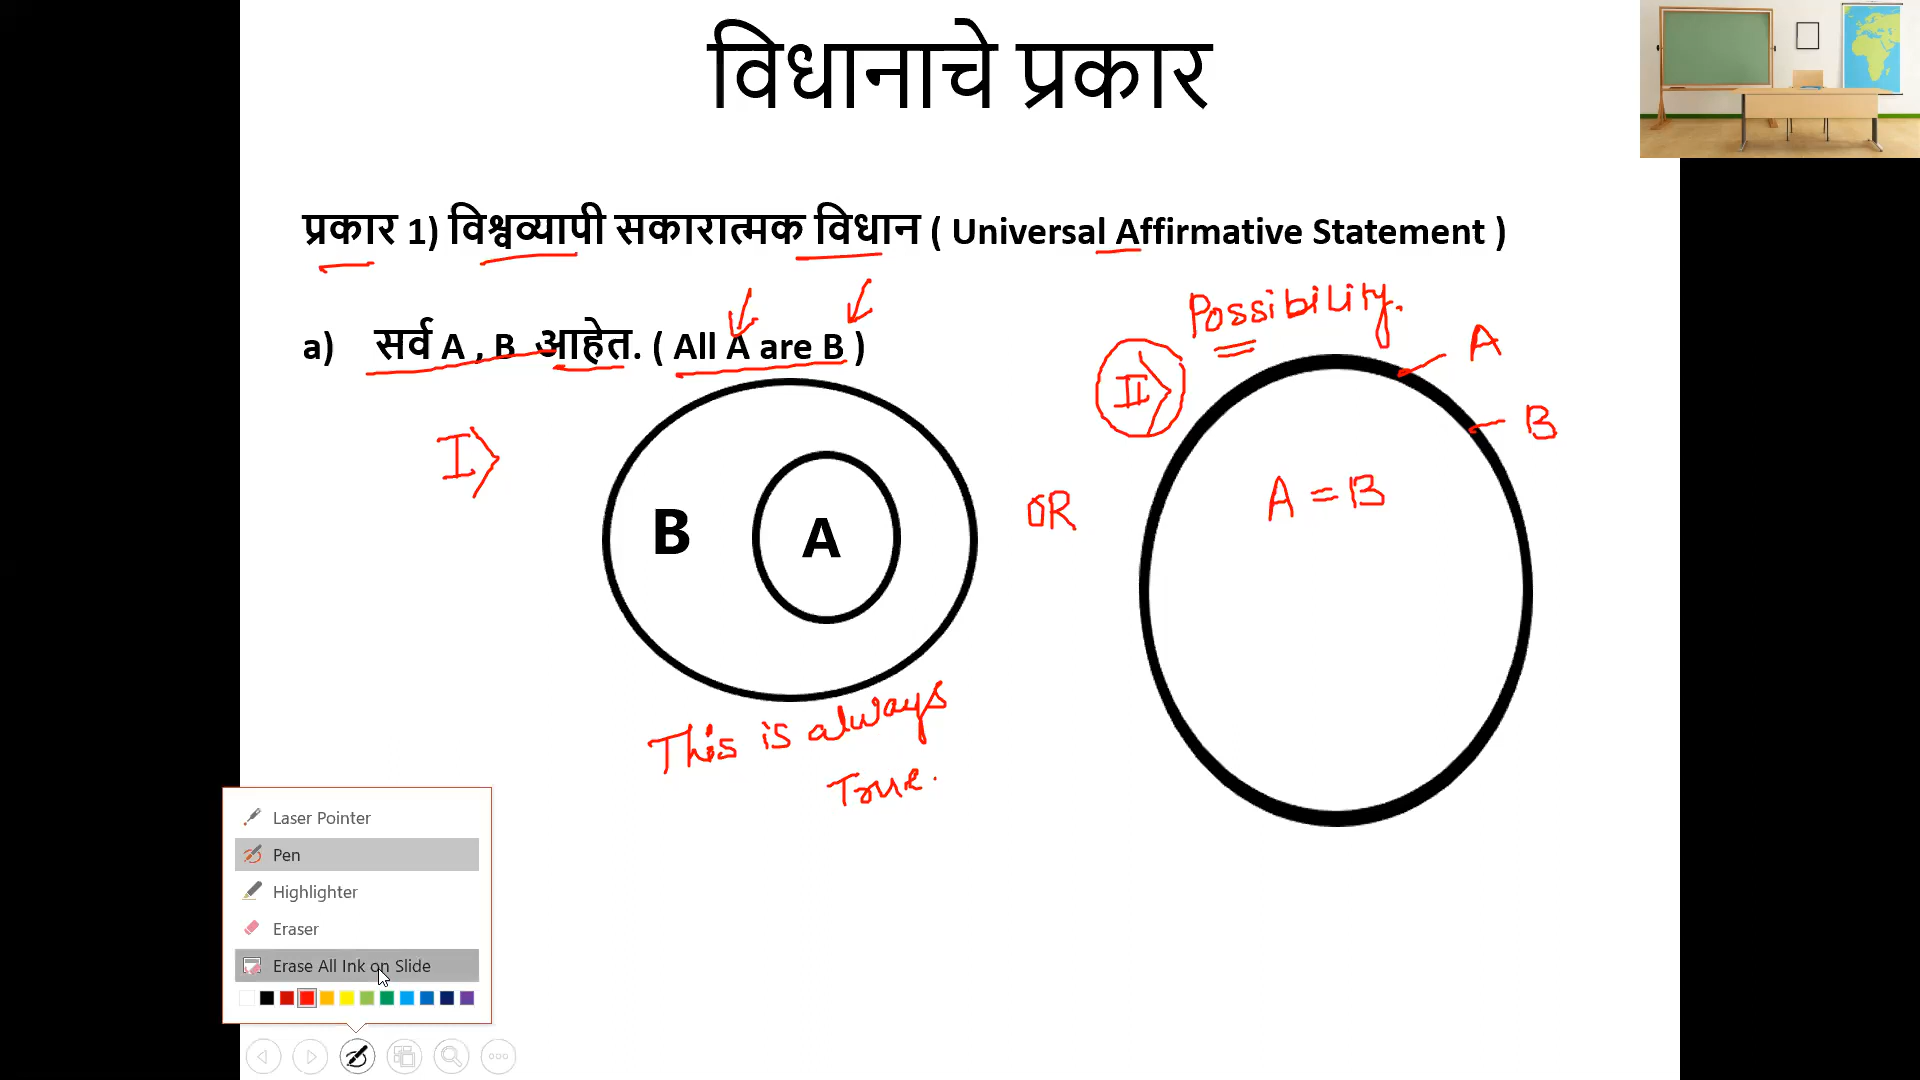 विधानाचे प्रकार
प्रकार 1) विश्वव्यापी सकारात्मक विधान ( Universal Affirmative Statement )
Possibility.
a) सर्व A , B आहेत. ( All A are B )
A
II>
B
I>
B A
OR
A = B
This is always
True.
Laser Pointer
Pen
Highlighter
Eraser
Erase All Ink on Slide